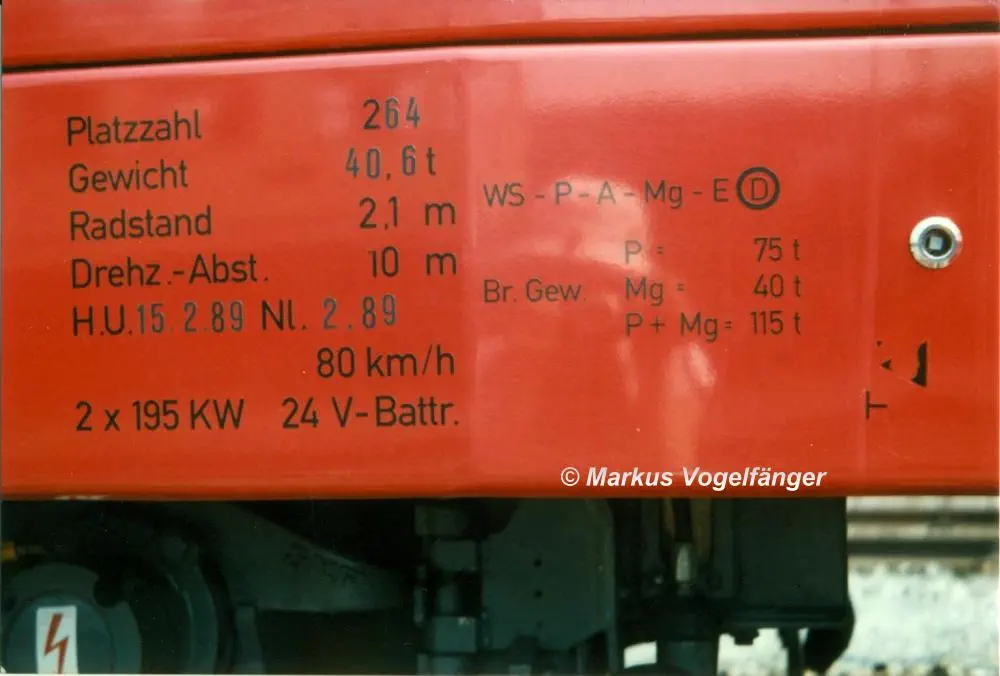 Platzzahl 264
Gewicht 40,6 t
Radstand 2,1 m
Drehz.-Abst. 10 m
H.U. 15.2.89 Nl. 2.89
80 km/h
2 x 195 KW 24 V-Battr.
WS - P - A - Mg - E D
P = 75 t
Br. Gew. Mg = 40 t
P + Mg = 115 t
T
© Markus Vogelfänger